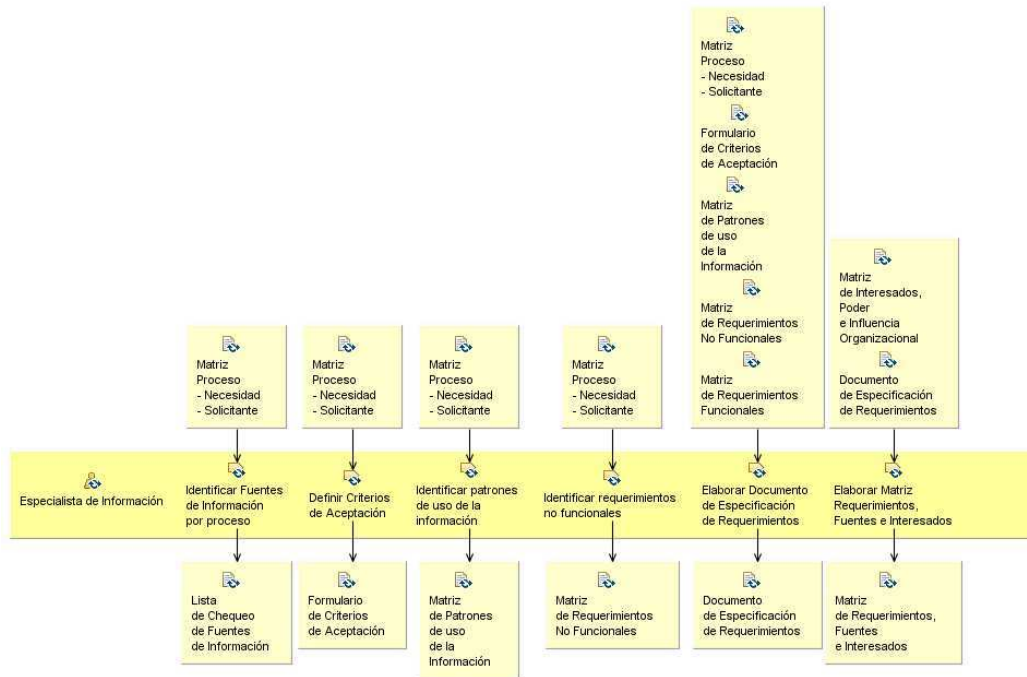 Matriz
Proceso
- Necesidad
- Solicitante
Formulario
de Criterios
de Aceptación
Matriz
de Patrones
de uso
de la
Información
Matriz
de Requerimientos
No Funcionales
Matriz
de Requerimientos
Funcionales
Matriz
de Interesados,
Poder
e Influencia
Organizacional
Documento
de Especificación
de Requerimientos
Matriz
Proceso
- Necesidad
- Solicitante
Matriz
Proceso
- Necesidad
- Solicitante
Matriz
Proceso
- Necesidad
- Solicitante
Matriz
Proceso
- Necesidad
- Solicitante
Especialista de Información
Identificar Fuentes
de Información
por proceso
Definir Criterios
de Aceptación
Identificar patrones
de uso de la
información
Identificar requerimientos
no funcionales
Elaborar Documento
de Especificación
de Requerimientos
Elaborar Matriz
Requerimientos,
Fuentes e Interesados
Lista
de Chequeo
de Fuentes
de Información
Formulario
de Criterios
de Aceptación
Matriz
de Patrones
de uso
de la
Información
Matriz
de Requerimientos
No Funcionales
Documento
de Especificación
de Requerimientos
Matriz
de Requerimientos,
Fuentes
e Interesados